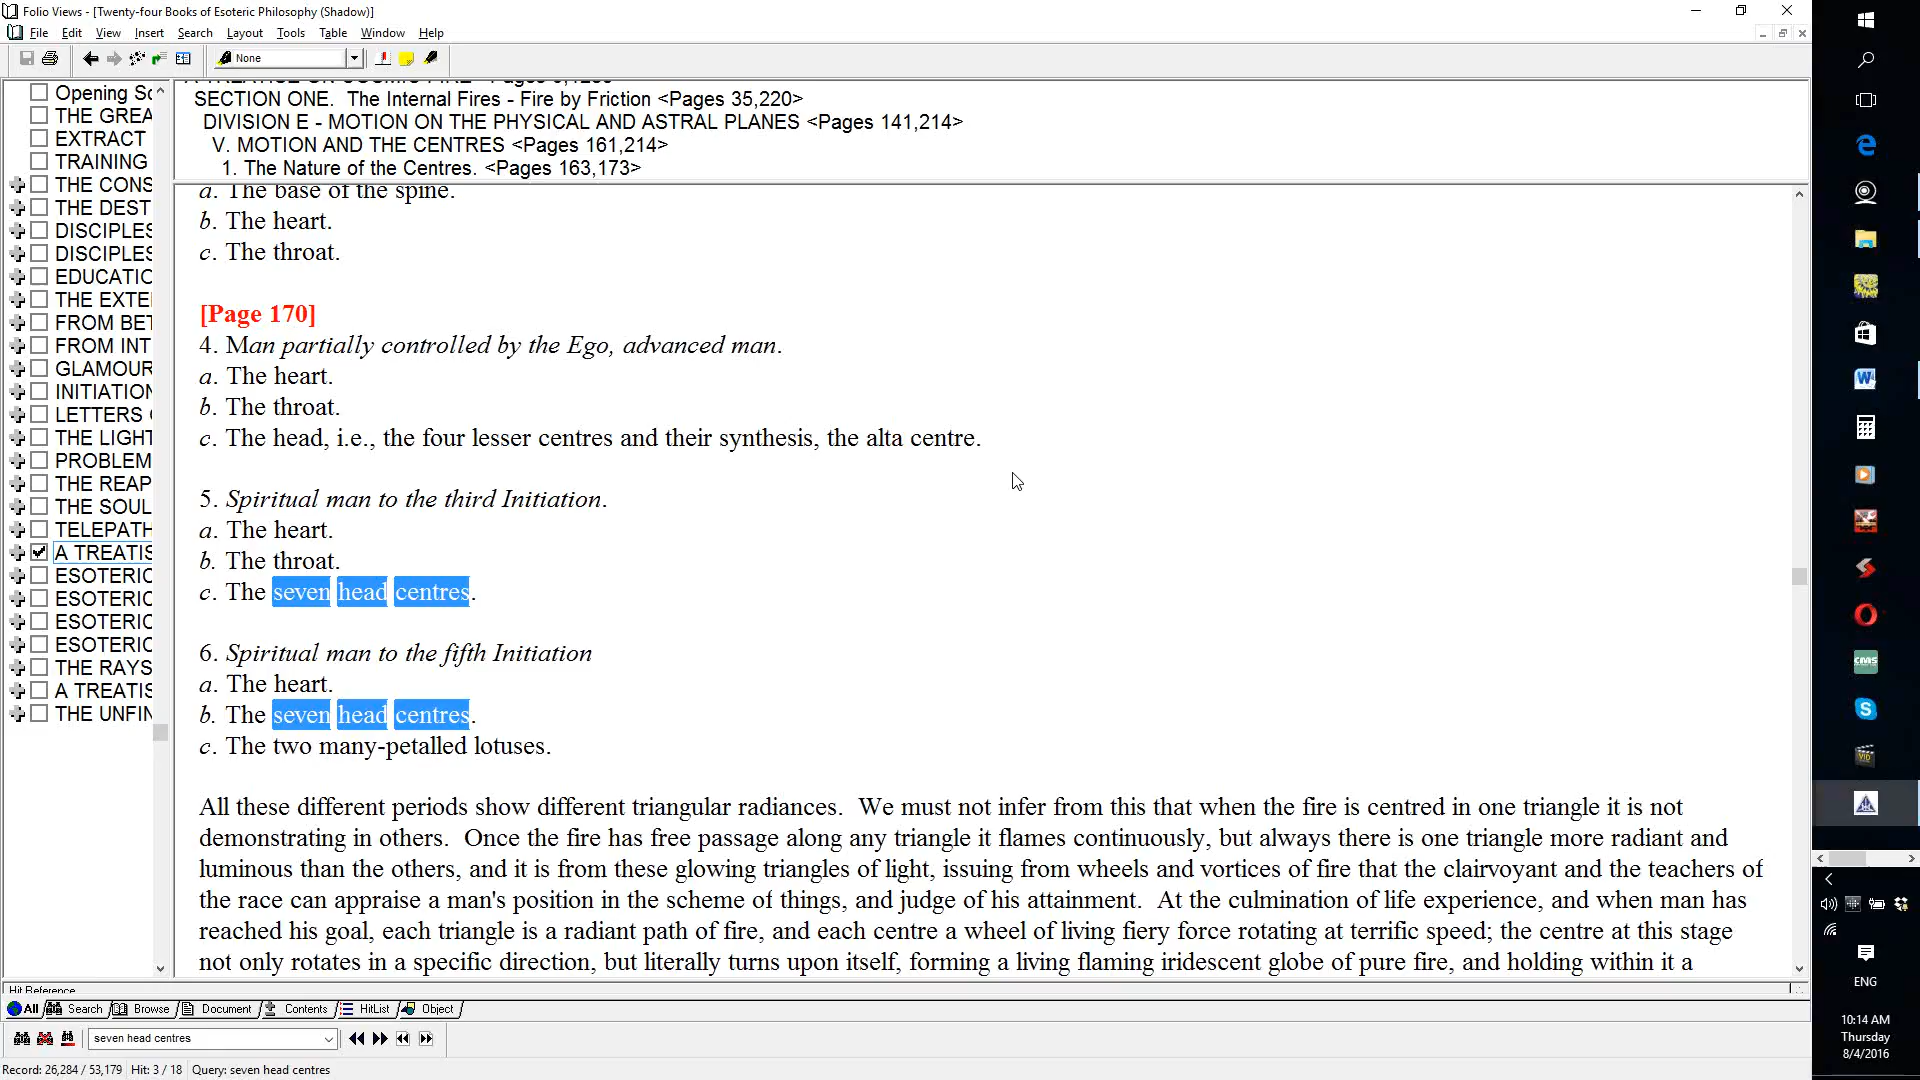 Folio Views - [Twenty-four Books of Esoteric Philosophy (Shadow)]
File Edit View Insert Search Layout Tools Table Window Help
None
Opening Sc
THE GREA
EXTRACT
TRAINING
THE CONS
THE DEST
DISCIPLES
DISCIPLES
EDUCATIO
THE EXTE
FROM BET
FROM INT
GLAMOUR
INITIATION
LETTERS
THE LIGHT
PROBLEM
THE REAP
THE SOUL
TELEPATH
A TREATIS
ESOTERIC
ESOTERIC
ESOTERIC
ESOTERIC
THE RAYS
A TREATIS
THE UNFIN
SECTION ONE. The Internal Fires - Fire by Friction <Pages 35,220>
DIVISION E - MOTION ON THE PHYSICAL AND ASTRAL PLANES <Pages 141,214>
V. MOTION AND THE CENTRES <Pages 161,214>
1. The Nature of the Centres. <Pages 163,173>
a. The base of the spine.
b. The heart.
c. The throat.
[Page 170]
4. Man partially controlled by the Ego, advanced man.
a. The heart.
b. The throat.
c. The head, i.e., the four lesser centres and their synthesis, the alta centre.
5. Spiritual man to the third Initiation.
a. The heart.
b. The throat.
c. The seven head centres.
6. Spiritual man to the fifth Initiation
a. The heart.
b. The seven head centres.
c. The two many-petalled lotuses.
All these different periods show different triangular radiances. We must not infer from this that when the fire is centred in one triangle it is not
demonstrating in others. Once the fire has free passage along any triangle it flames continuously, but always there is one triangle more radiant and
luminous than the others, and it is from these glowing triangles of light, issuing from wheels and vortices of fire that the clairvoyant and the teachers of
the race can appraise a man's position in the scheme of things, and judge of his attainment. At the culmination of life experience, and when man has
reached his goal, each triangle is a radiant path of fire, and each centre a wheel of living fiery force rotating at terrific speed; the centre at this stage
not only rotates in a specific direction, but literally turns upon itself, forming a living flaming iridescent globe of pure fire, and holding within it a
Hit Reference
All Search Browse Document Contents HitList Object
seven head centres
Record: 26,284 / 53,179 Hit: 3 / 18 Query: seven head centres
CMS
VID
ENG
10:14 AM
Thursday
8/4/2016